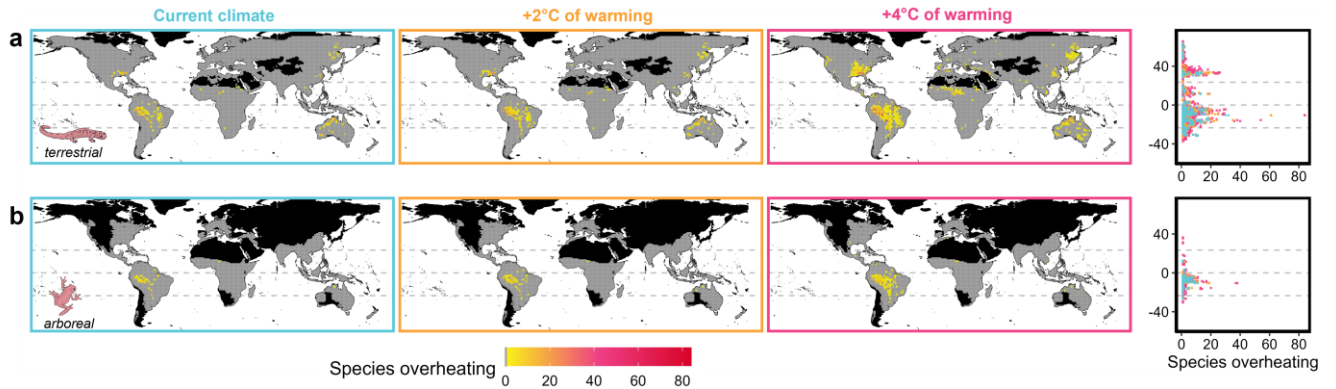 Current climate
+2°C of warming
+4°C of warming
a
terrestrial
40
0
-40
0 20 40 60 80
b
arboreal
40
0
-40
0 20 40 60 80
Species overheating
Species overheating
0 20 40 60 80